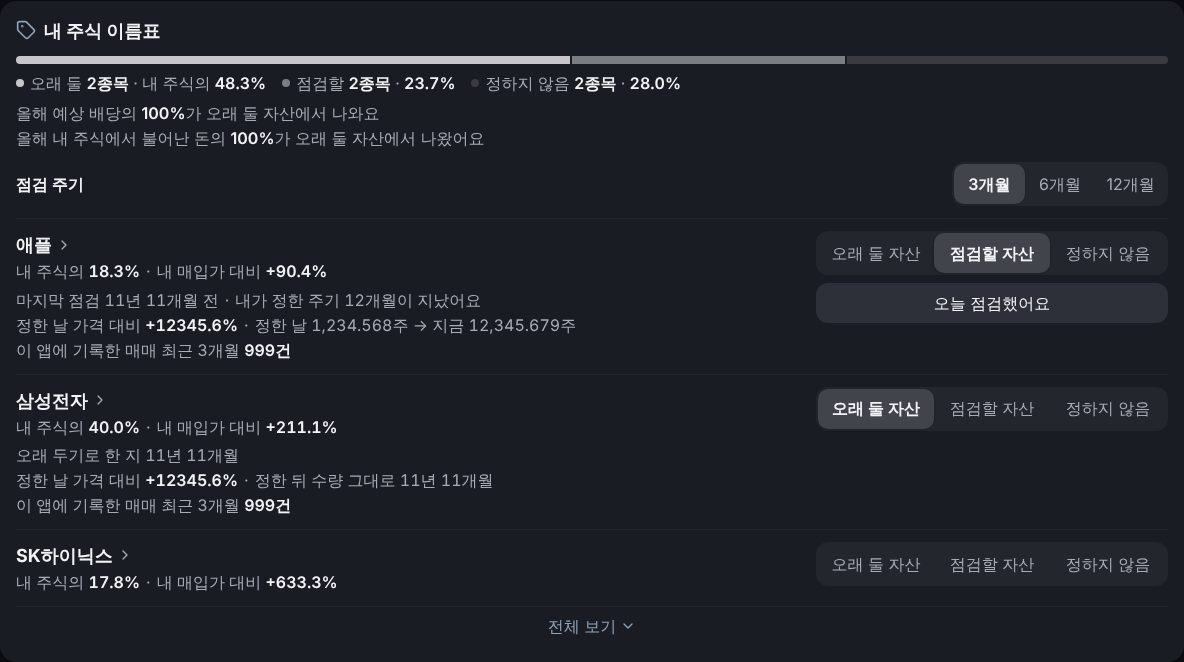 내 주식 이름표
오래 둘 2종목 · 내 주식의 48.3% 점검할 2종목 · 23.7% 정하지 않음 2종목 · 28.0%
올해 예상 배당의 100%가 오래 둘 자산에서 나와요
올해 내 주식에서 불어난 돈의 100%가 오래 둘 자산에서 나왔어요
점검 주기 3개월 6개월 12개월
애플 >
오래 둘 자산 점검할 자산 정하지 않음
내 주식의 18.3% · 내 매입가 대비 +90.4%
마지막 점검 11년 11개월 전 · 내가 정한 주기 12개월이 지났어요
오늘 점검했어요
정한 날 가격 대비 +12345.6% · 정한 날 1,234.568주 → 지금 12,345.679주
이 앱에 기록한 매매 최근 3개월 999건
삼성전자 >
오래 둘 자산 점검할 자산 정하지 않음
내 주식의 40.0% · 내 매입가 대비 +211.1%
오래 두기로 한 지 11년 11개월
정한 날 가격 대비 +12345.6% · 정한 뒤 수량 그대로 11년 11개월
이 앱에 기록한 매매 최근 3개월 999건
SK하이닉스 >
오래 둘 자산 점검할 자산 정하지 않음
내 주식의 17.8% · 내 매입가 대비 +633.3%
전체 보기